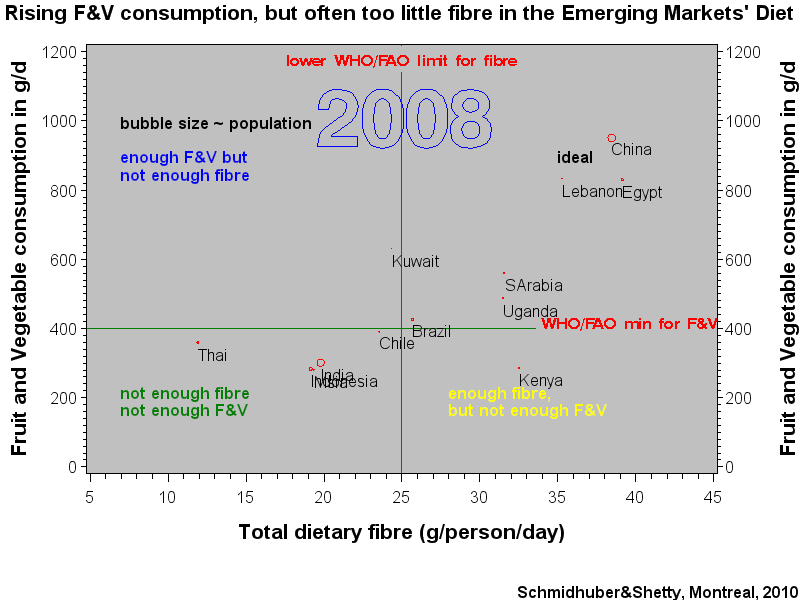 Rising F&V consumption, but often too little fibre in the Emerging Markets' Diet
Fruit and Vegetable consumption in g/d
Fruit and Vegetable consumption in g/d
1200
1000
800
600
400
200
0
1200
1000
800
600
400
200
0
lower WHO/FAO limit for fibre
2008
bubble size ~ population
enough F&V but
not enough fibre
ideal
China
Lebanon
Egypt
Kuwait
SArabia
Uganda
WHO/FAO min for F&V
Brazil
Chile
Thai
India
Indonesia
Kenya
not enough fibre
not enough F&V
enough fibre,
but not enough F&V
5 10 15 20 25 30 35 40 45
Total dietary fibre (g/person/day)
Schmidhuber&Shetty, Montreal, 2010